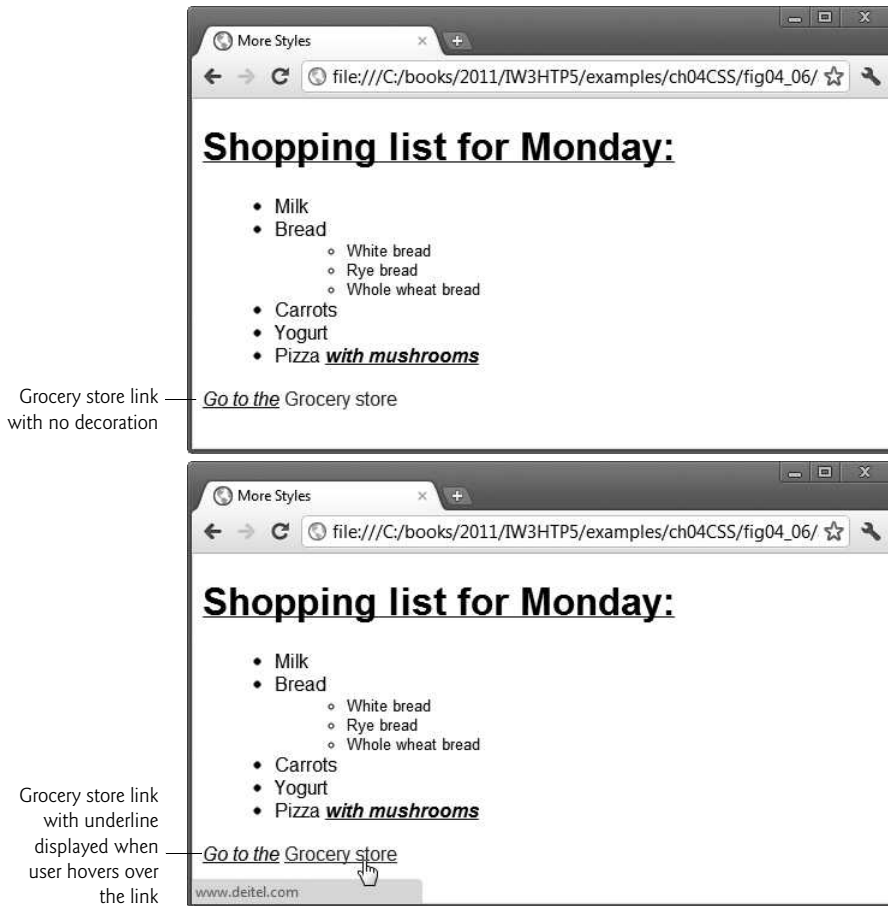 More Styles
file:///C:/books/2011/IW3HTP5/examples/ch04CSS/fig04_06/
Shopping list for Monday:
Milk
Bread
White bread
Rye bread
Whole wheat bread
Carrots
Yogurt
Pizza with mushrooms
Grocery store link
with no decoration
Go to the Grocery store
More Styles
file:///C:/books/2011/IW3HTP5/examples/ch04CSS/fig04_06/
Shopping list for Monday:
Milk
Bread
White bread
Rye bread
Whole wheat bread
Carrots
Yogurt
Pizza with mushrooms
Grocery store link
with underline
displayed when
user hovers over
the link
Go to the Grocery store
www.deitel.com